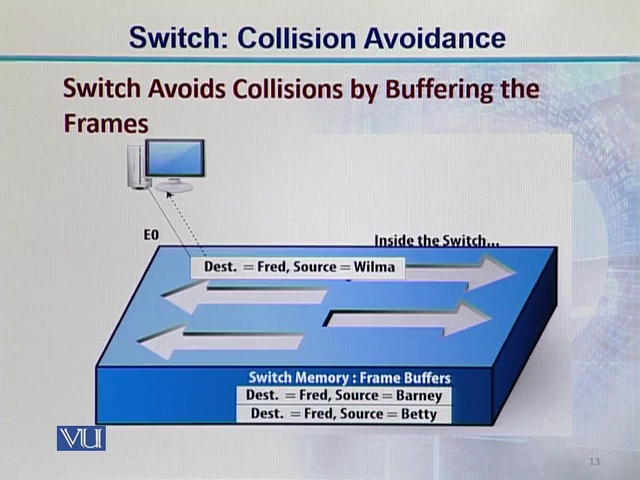 Switch: Collision Avoidance
Switch Avoids Collisions by Buffering the
Frames
E0
Inside the Switch...
Dest. = Fred, Source = Wilma
Switch Memory : Frame Buffers
Dest. = Fred, Source = Barney
Dest. = Fred, Source = Betty
VU
13